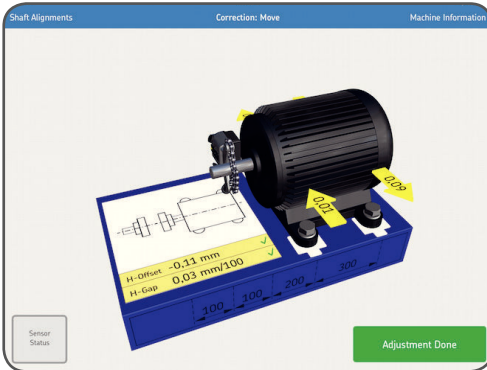 Shaft Alignments Correction: Move Machine Information
0,09
0,01
H-Offset -0,11 mm
H-Gap 0,03 mm/100
100 100 200 300
Sensor
Status
Adjustment Done